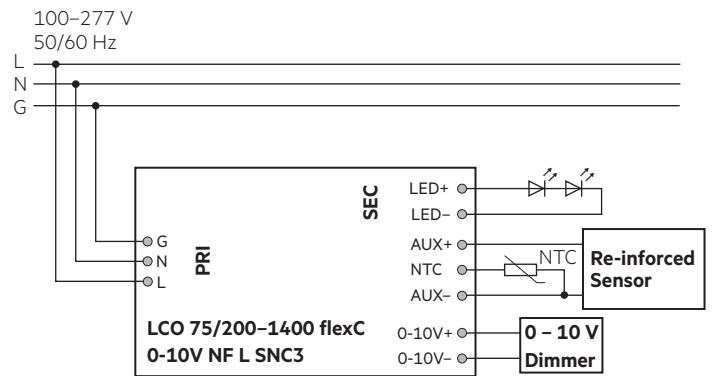 100–277 V
50/60 Hz
L
N
G
PRI
G
N
L
SEC
LED+
LED–
AUX+
NTC
AUX–
0-10V+
0-10V–
NTC
Re-inforced
Sensor
0 – 10 V
Dimmer
LCO 75/200–1400 flexC
0-10V NF L SNC3